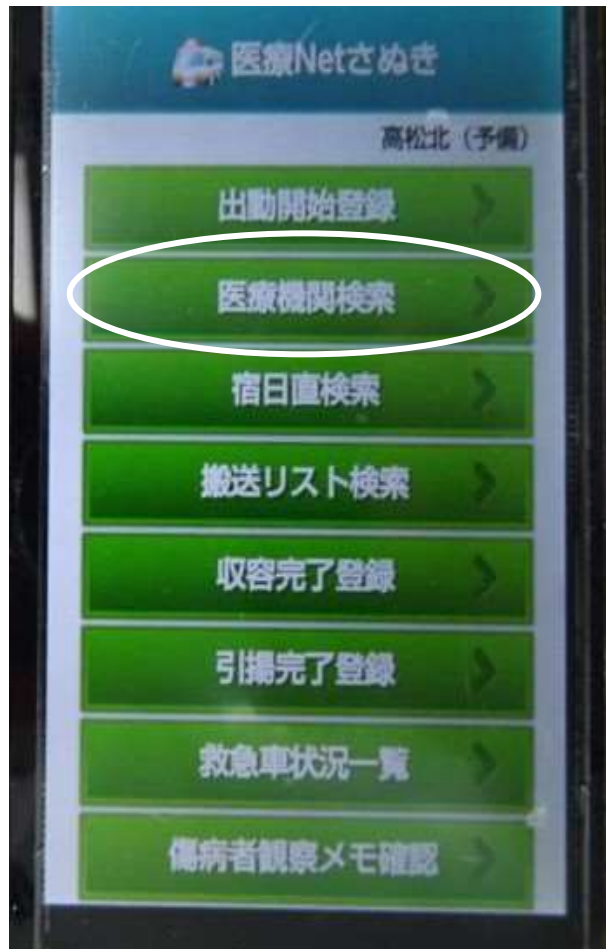 医療Netさぬき
高松北（予備）
出動開始登録
医療機関検索
宿日直検索
搬送リスト検索
収容完了登録
引揚完了登録
救急車状況一覧
傷病者観察メモ確認